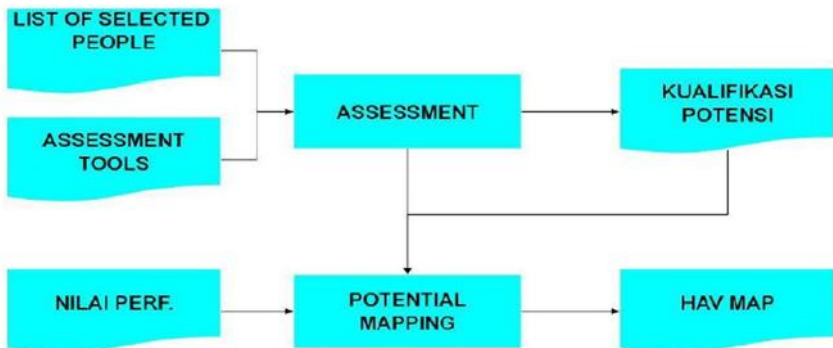 LIST OF SELECTED
PEOPLE
ASSESSMENT
TOOLS
ASSESSMENT
KUALIFIKASI
POTENSI
NILAI PERF.
POTENTIAL
MAPPING
HAV MAP